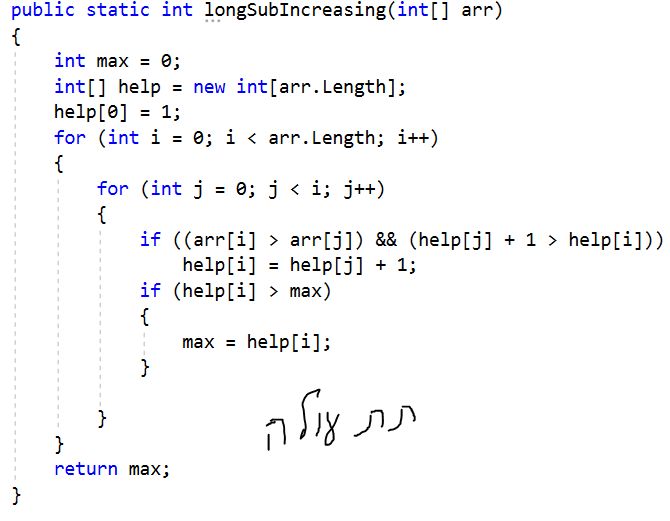 public static int longSubIncreasing(int[] arr)
{
int max = 0;
int[] help = new int[arr.Length];
help[0] = 1;
for (int i = 0; i < arr.Length; i++)
{
for (int j = 0; j < i; j++)
{
if ((arr[i] > arr[j]) && (help[j] + 1 > help[i]))
help[i] = help[j] + 1;
if (help[i] > max)
{
max = help[i];
}
}
תת עולה
}
return max;
}